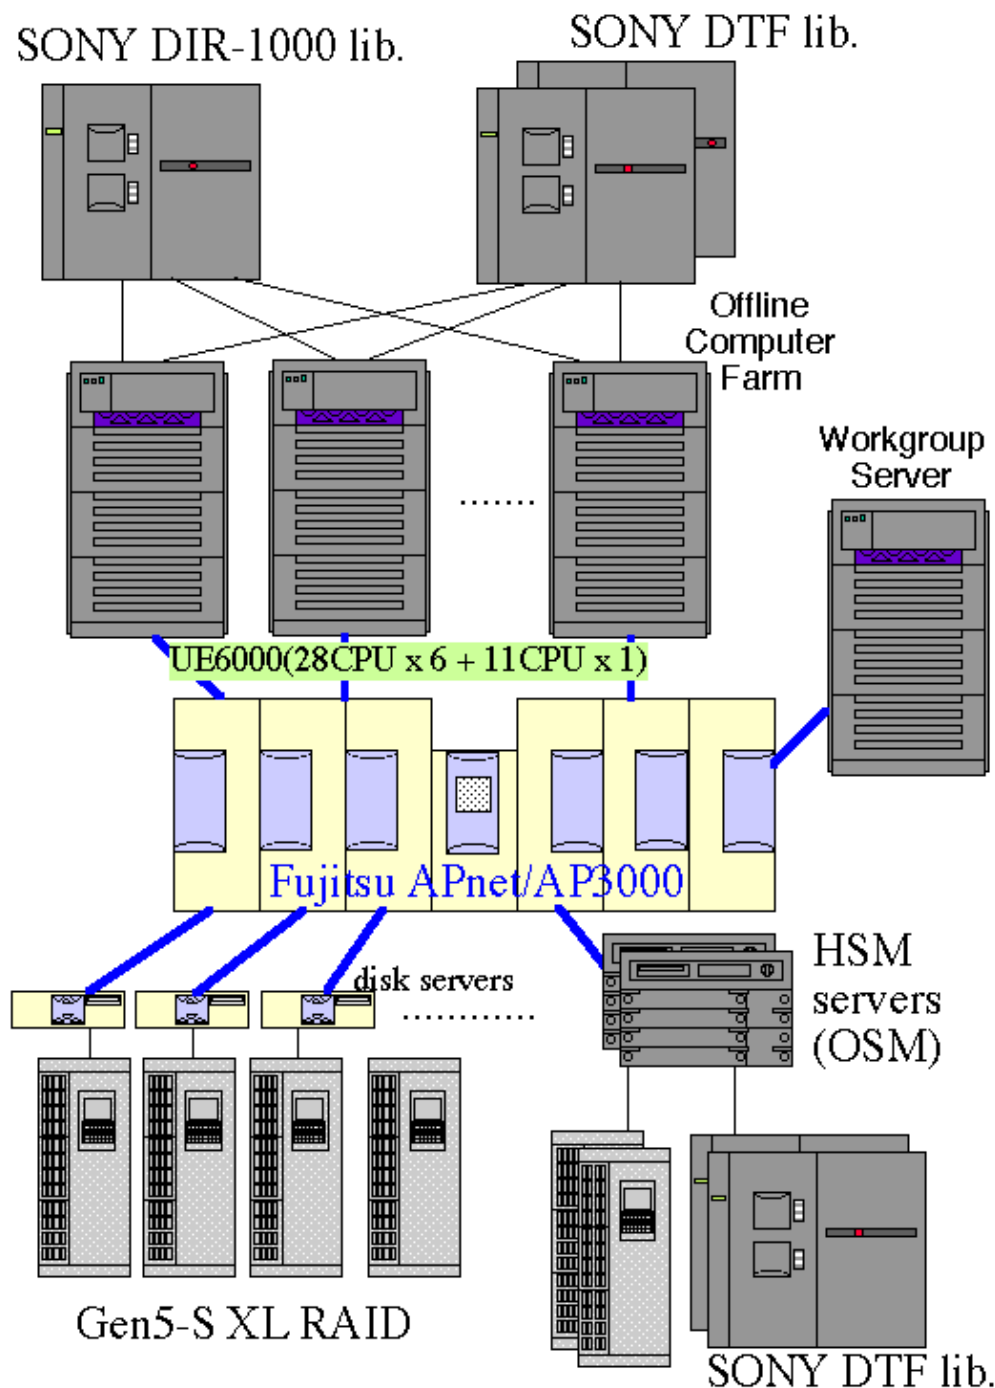 SONY DIR-1000 lib.
SONY DTF lib.
Offline
Computer
Farm
Workgroup
Server
.......
UE6000(28CPU x 6 + 11CPU x 1)
Fujitsu APnet/AP3000
disk servers
............
HSM
servers
(OSM)
Gen5-S XL RAID
SONY DTF lib.